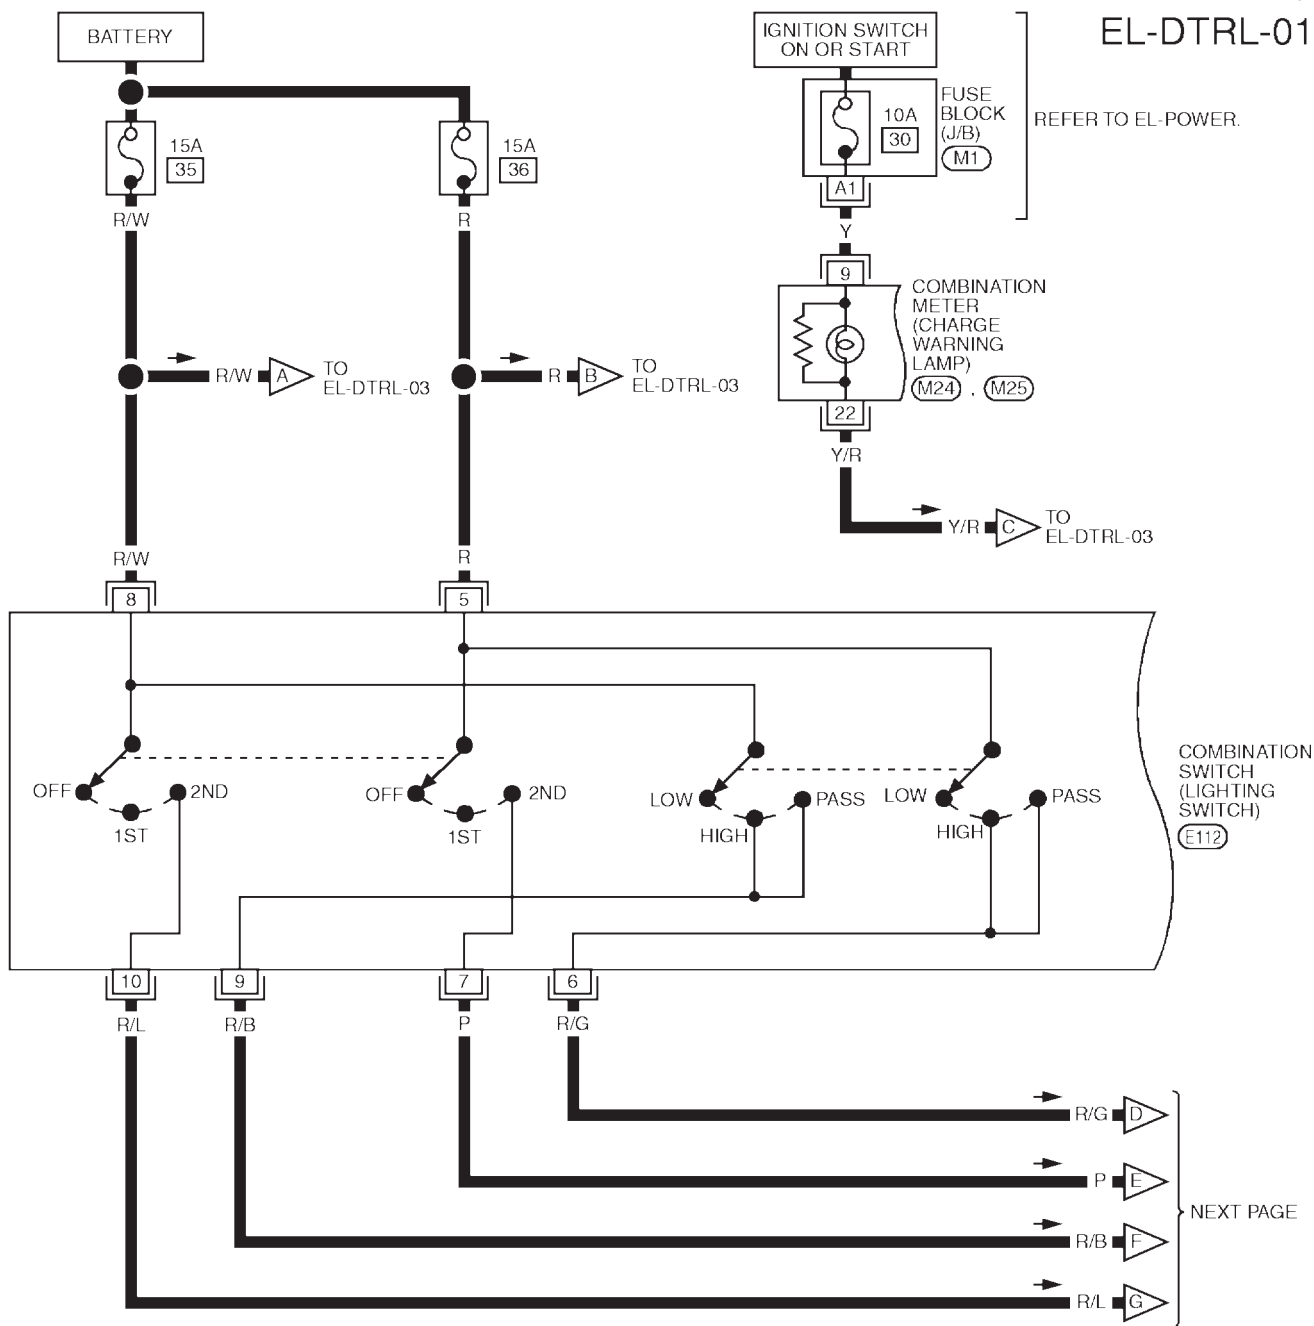 EL-DTRL-01
BATTERY
IGNITION SWITCH
ON OR START
15A
35
15A
36
10A
30
FUSE
BLOCK
(J/B)
M1
REFER TO EL-POWER.
A1
R/W
R
Y
9
COMBINATION
METER
(CHARGE
WARNING
LAMP)
M24 , M25
R/W
A
TO
EL-DTRL-03
R
B
TO
EL-DTRL-03
22
Y/R
Y/R
C
TO
EL-DTRL-03
R/W
R
8
5
OFF
2ND
1ST
OFF
2ND
1ST
LOW
PASS
HIGH
LOW
PASS
HIGH
COMBINATION
SWITCH
(LIGHTING
SWITCH)
E112
10
9
7
6
R/L
R/B
P
R/G
R/G
D
P
E
R/B
F
R/L
G
NEXT PAGE